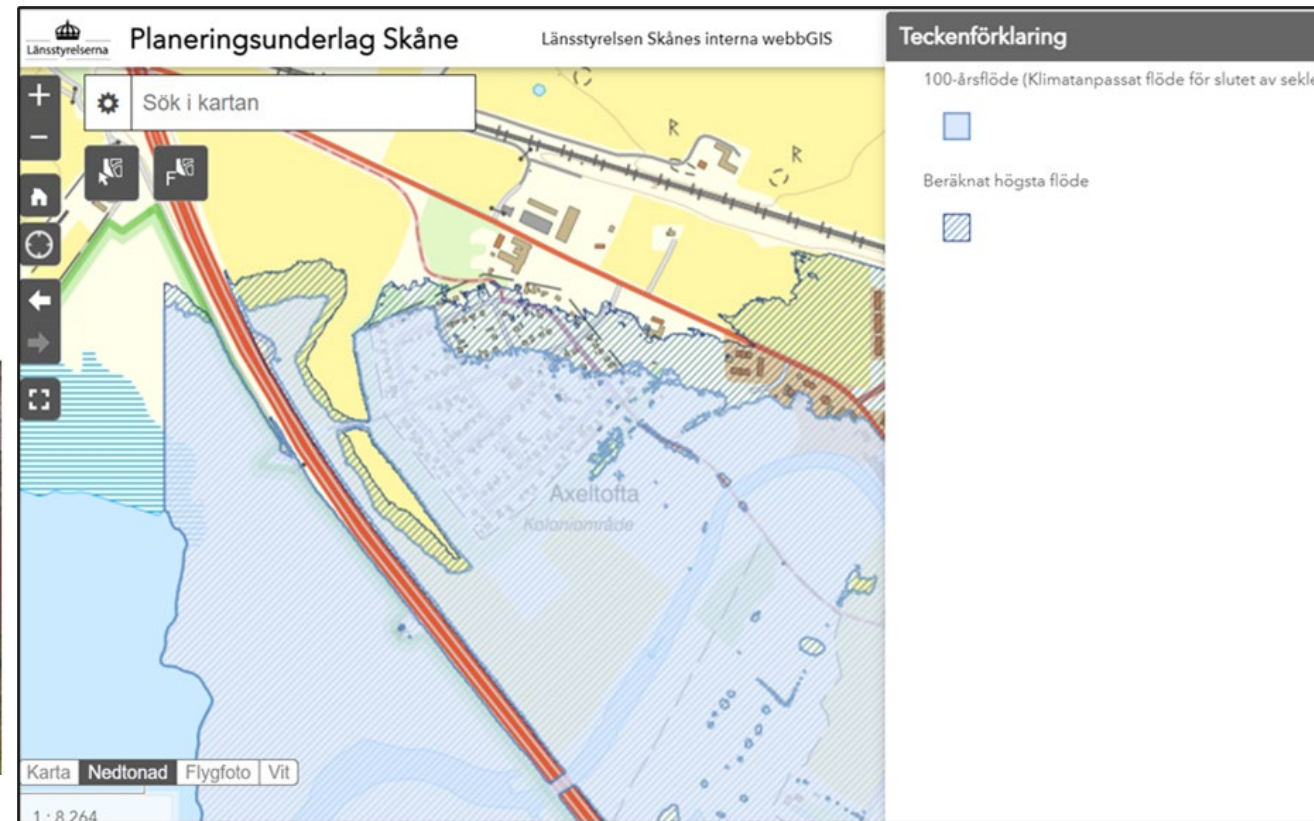 Länsstyrelserna
Planeringsunderlag Skåne
Länsstyrelsen Skånes interna webbGIS
Teckenförklaring
Sök i kartan
100-årsflöde (Klimatanpassat flöde för slutet av sekle
Beräknat högsta flöde
F
R
R
Axeltofta
Koloniområde
Karta Nedtonad Flygfoto Vit
1 : 8 264